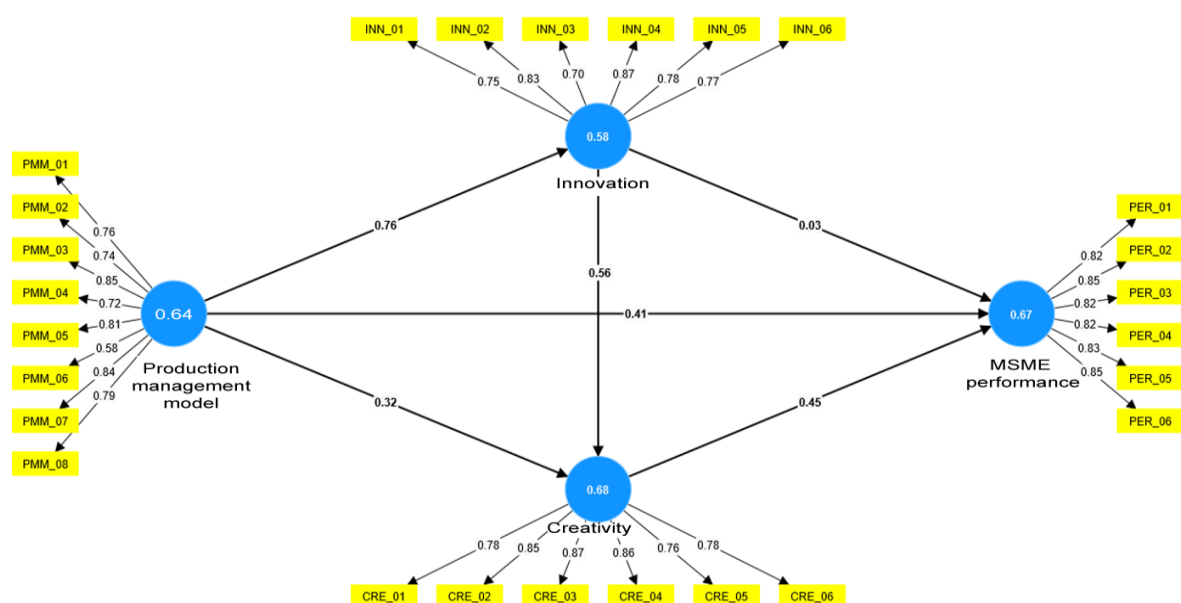 INN_01 INN_02 INN_03 INN_04 INN_05 INN_06
0.75 0.83 0.70 0.87 0.78 0.77
0.58
Innovation
PMM_01
PMM_02
PMM_03
PMM_04
PMM_05
PMM_06
PMM_07
PMM_08
0.76
0.74
0.85
0.72
0.81
0.58
0.84
0.79
0.64
Production
management
model
0.76
0.03
0.56
0.41
0.32
0.45
0.67
MSME
performance
0.82
0.85
0.82
0.82
0.83
0.85
PER_01
PER_02
PER_03
PER_04
PER_05
PER_06
0.68
Creativity
0.78 0.85 0.87 0.86 0.76 0.78
CRE_01 CRE_02 CRE_03 CRE_04 CRE_05 CRE_06